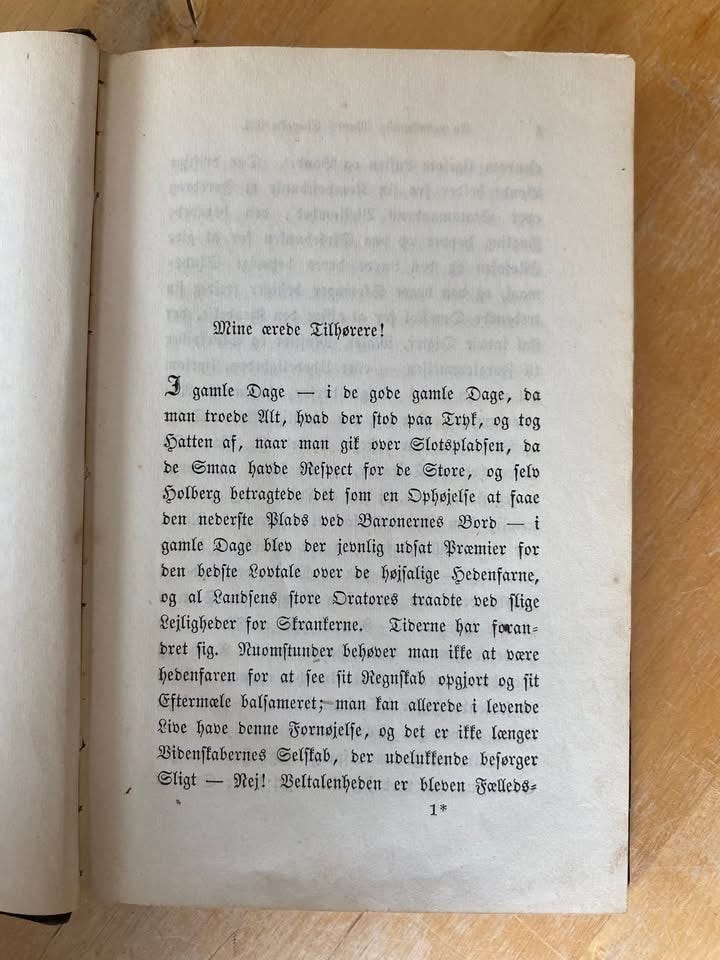 Mine ærede Tilhørere!
I gamle Dage — i de gode gamle Dage, da
man troede Alt, hvad der stod paa Tryk, og tog
Hatten af, naar man gik over Slotspladsen, da
de Smaa havde Respect for de Store, og selv
Holberg betragtede det som en Ophøjelse at faae
den nederste Plads ved Baronernes Bord — i
gamle Dage blev der jevnlig udsat Præmier for
den bedste Lovtale over de højsalige Hedenfarne,
og al Landsens store Oratores traadte ved slige
Lejligheder for Skrankerne. Tiderne har foran-
dret sig. Nuomstunder behøver man ikke at være
hedenfaren for at see sit Regnskab opgjort og sit
Eftermæle balsameret; man kan allerede i levende
Live have denne Fornøjelse, og det er ikke længer
Videnskabernes Selskab, der udelukkende besørger
Sligt — Nej! Veltalenheden er bleven Fælleds-
1*